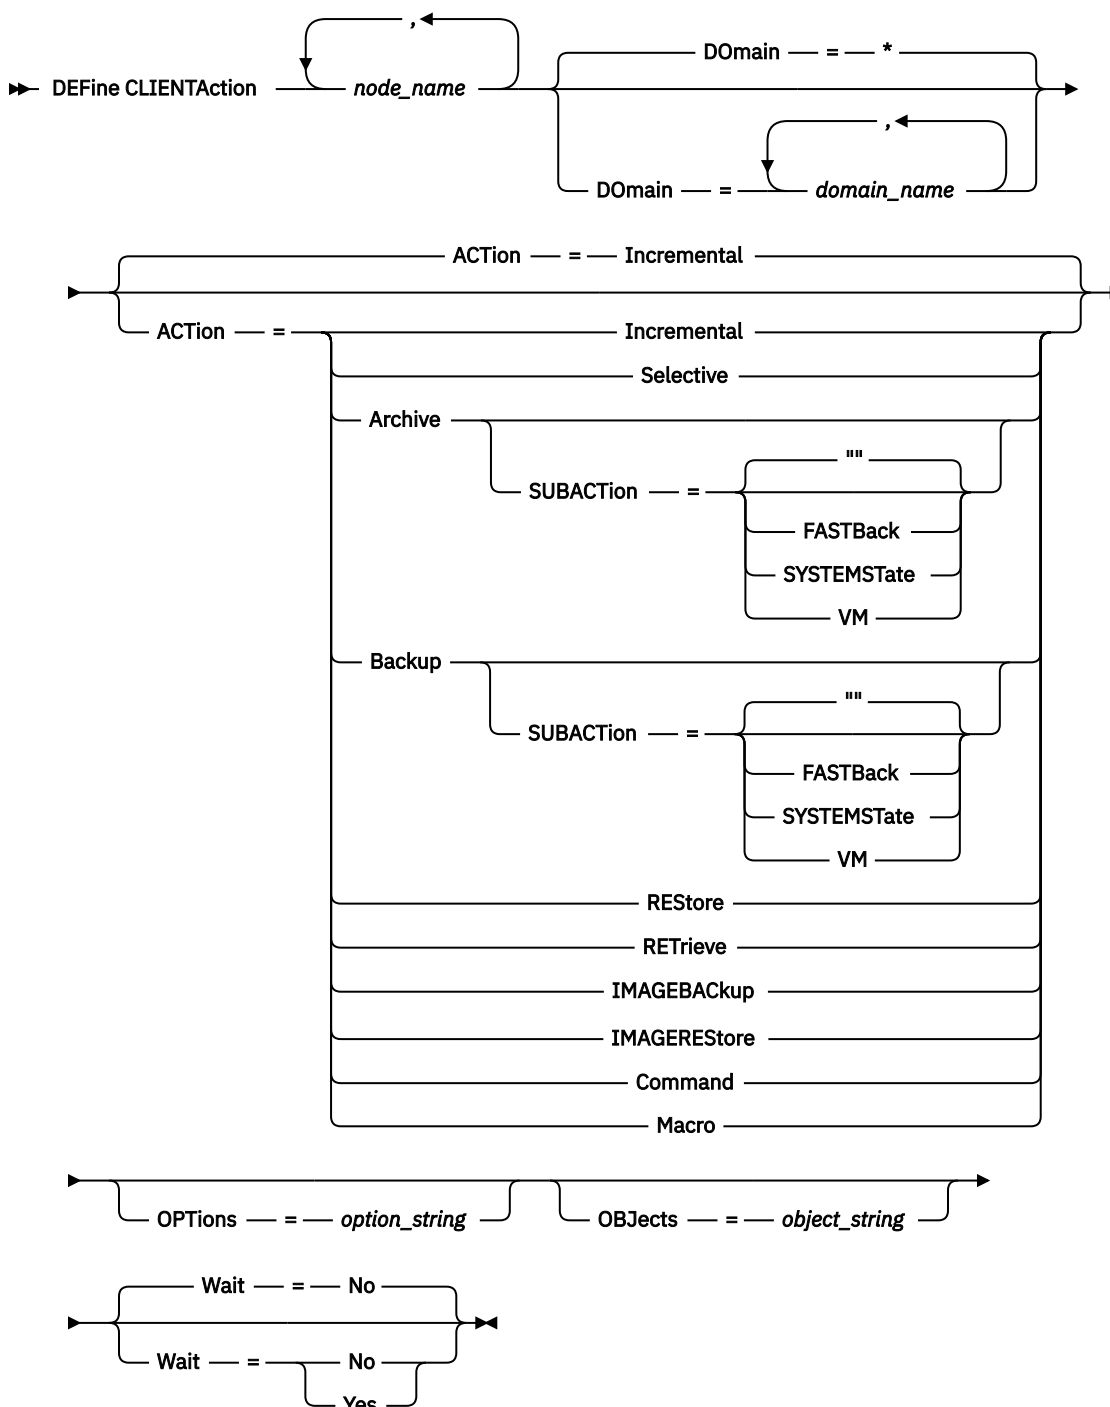 ,
DOmain = *
DEFine CLIENTAction node_name
,
DOmain = domain_name
ACTion = Incremental
ACTion = Incremental
Selective
Archive
""
SUBACTion =
FASTBack
SYSTEMSTate
VM
Backup
""
SUBACTion =
FASTBack
SYSTEMSTate
VM
REStore
RETrieve
IMAGEBACkup
IMAGEREStore
Command
Macro
OPTions = option_string OBJects = object_string
Wait = No
Wait = No
Yes